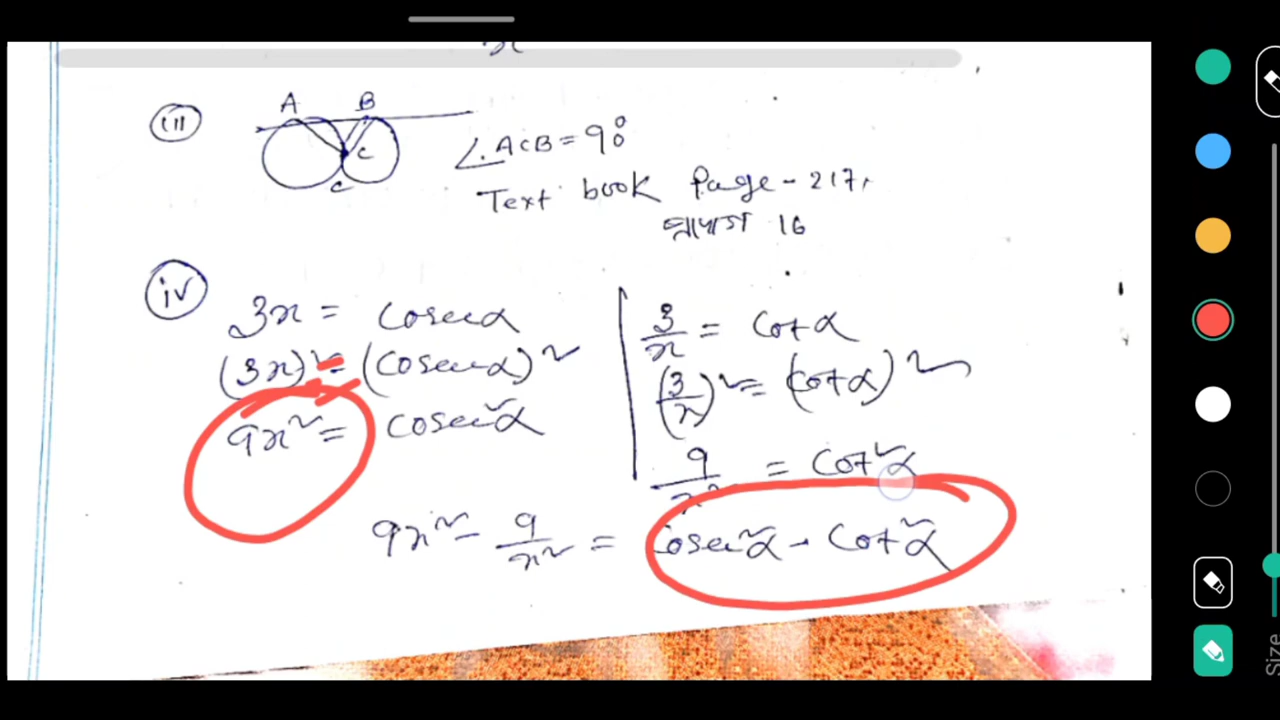 (iii)
A B
C
C
∠ACB = 90°
Text book Page - 217,
16
(iv)
3x = cosecα
(3x)² = (cosecα)²
9x² = cosec²α
3/x = cotα
(3/x)² = (cotα)²
9/x² = cot²α
9x² - 9/x² = cosec²α - cot²α
Size